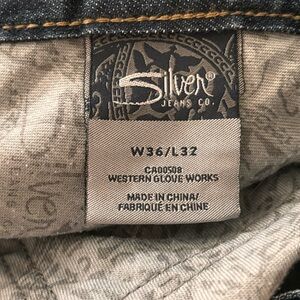 Silver®
JEANS CO.
W36/L32
CA00508
WESTERN GLOVE WORKS
MADE IN CHINA/
FABRIQUÉ EN CHINE